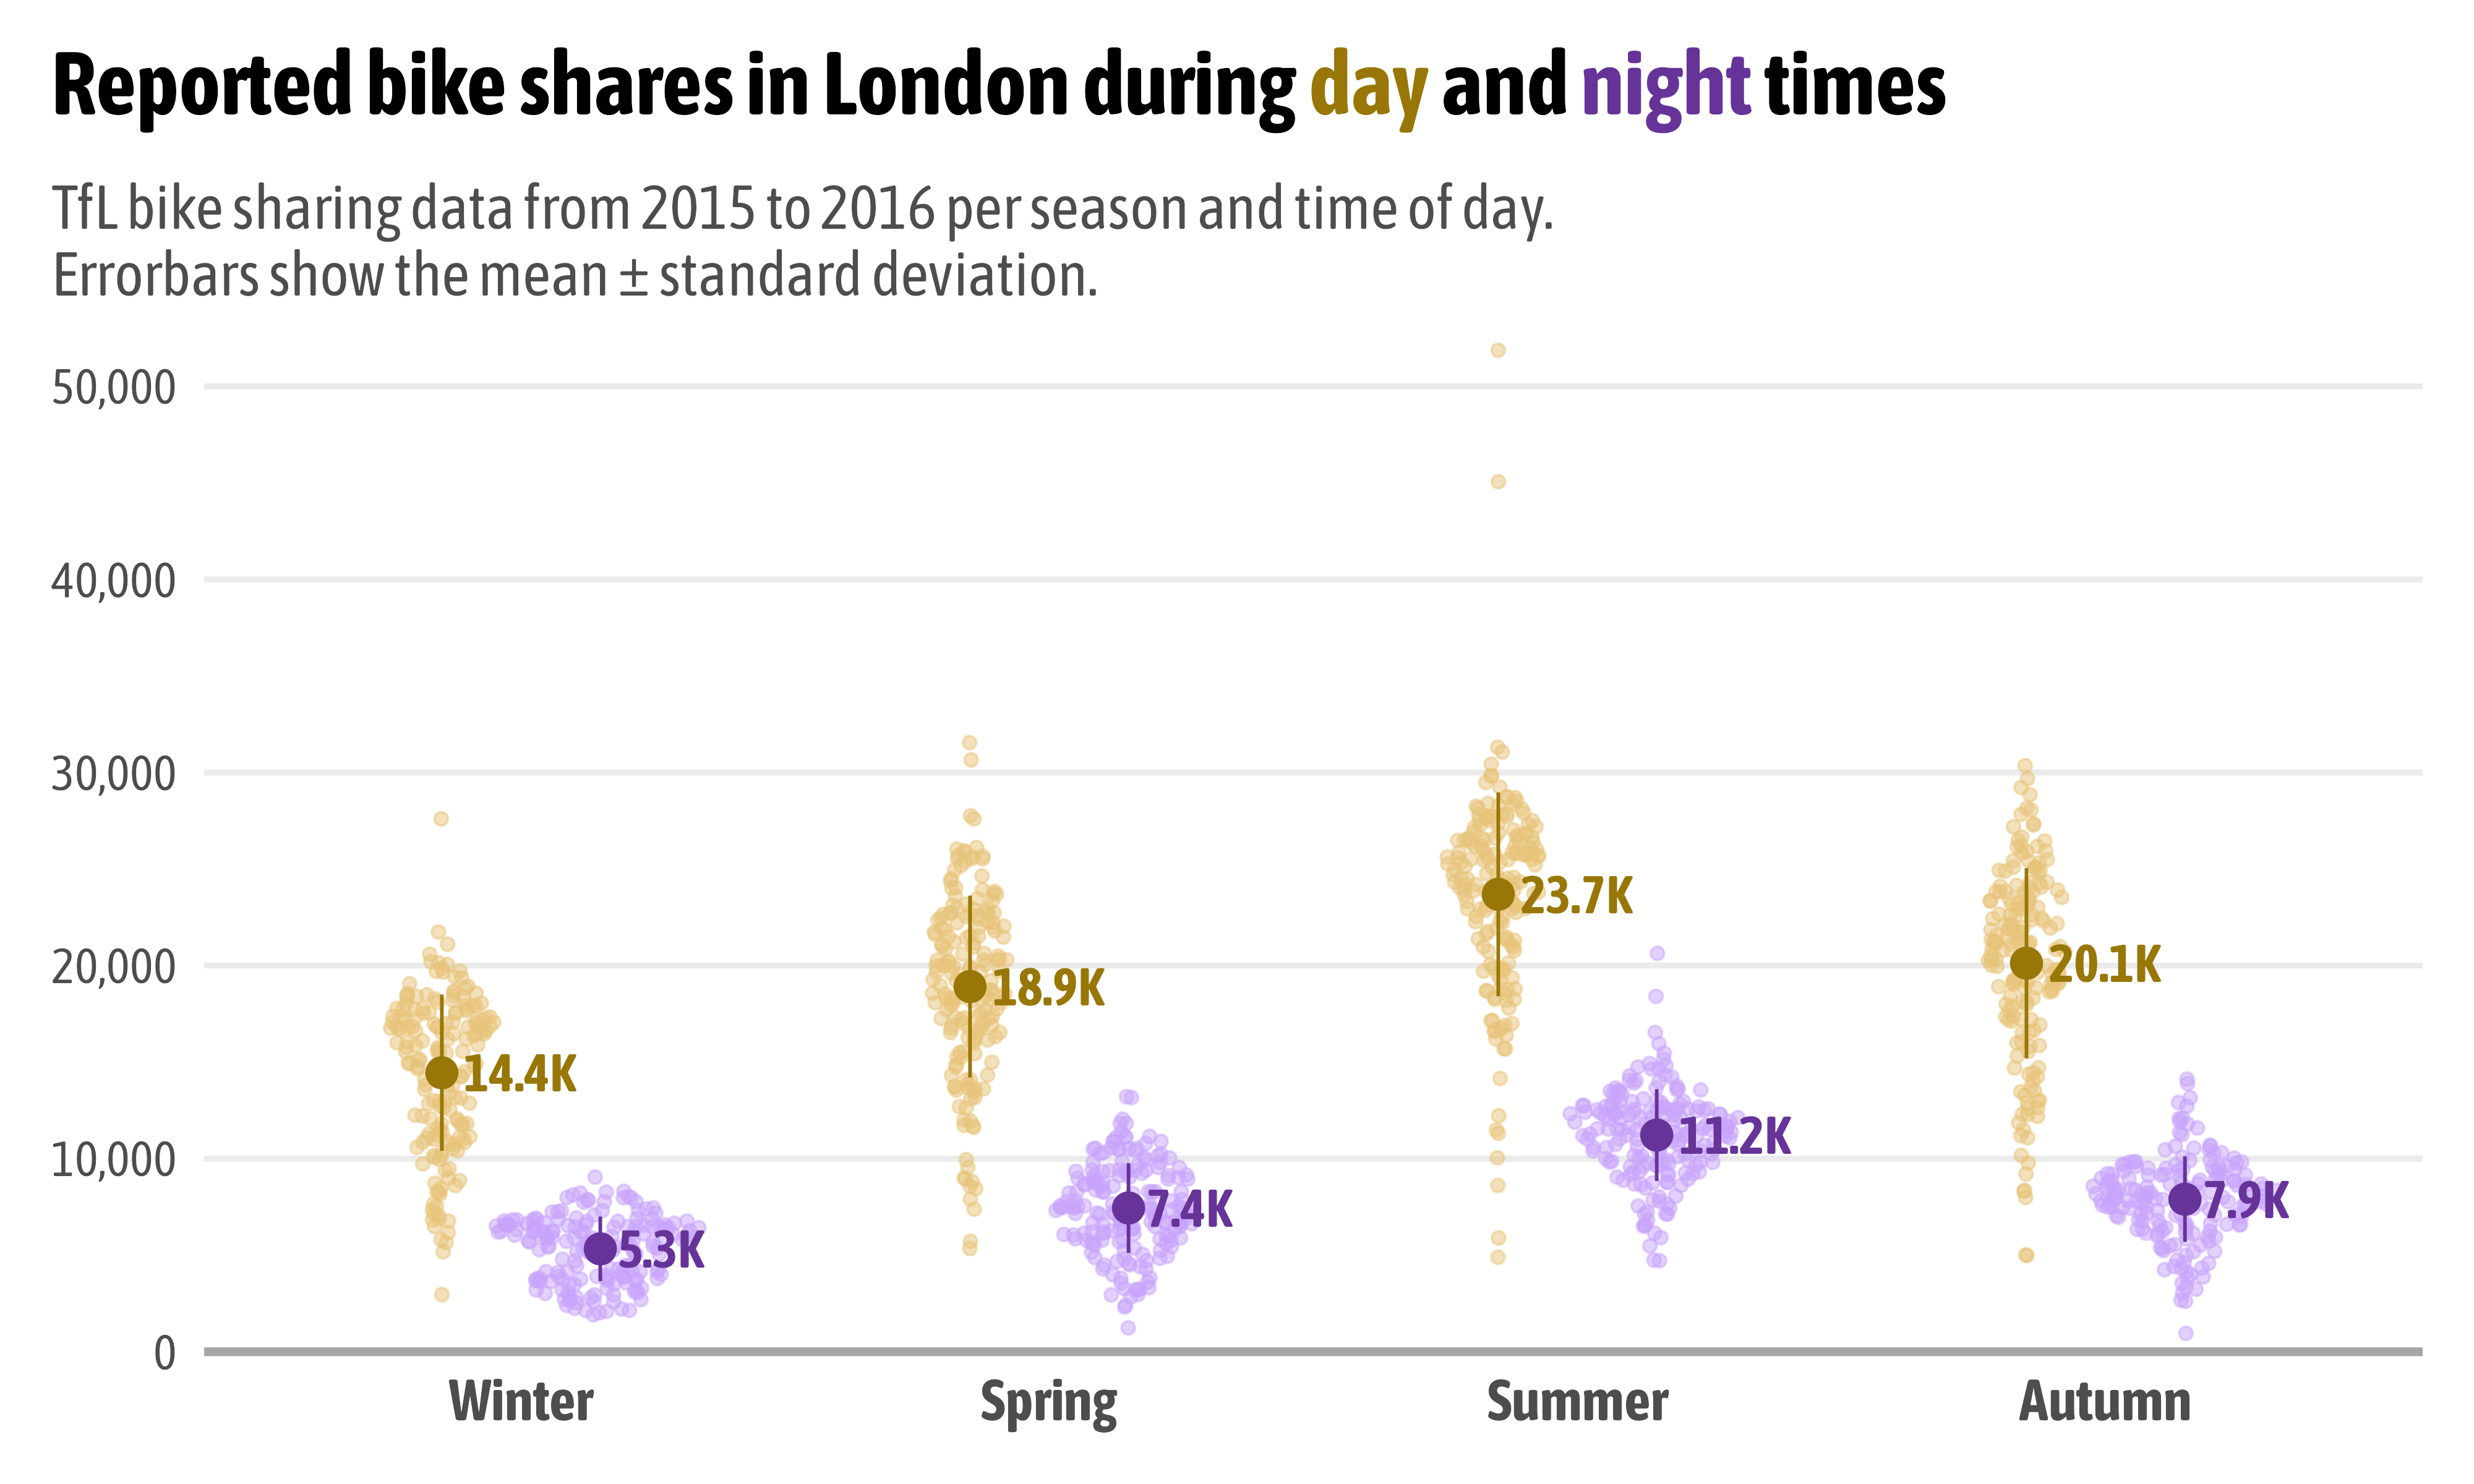 Reported bike shares in London during day and night times
TfL bike sharing data from 2015 to 2016 per season and time of day.
Errorbars show the mean ± standard deviation.
50,000
40,000
30,000
20,000
10,000
0
14.4K
5.3K
18.9K
7.4K
23.7K
11.2K
20.1K
7.9K
Winter
Spring
Summer
Autumn